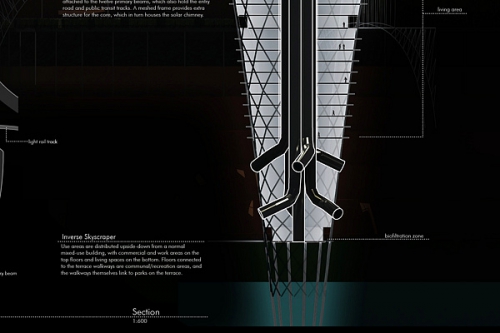 attached to the twelve primary beams, which also hold the entry
road and public transit tracks. A meshed frame provides extra
structure for the core, which in turn houses the solar chimney.
living area
light rail track
biofiltration zone
Inverse Skyscraper
Use areas are distributed upside down from a normal
mixed-use building, with commercial and work areas on the
top floors and living spaces on the bottom. Floors connected
to the terrace walkways are communal/recreation areas, and
the walkways themselves link to parks on the terrace.
beam
Section
1:600